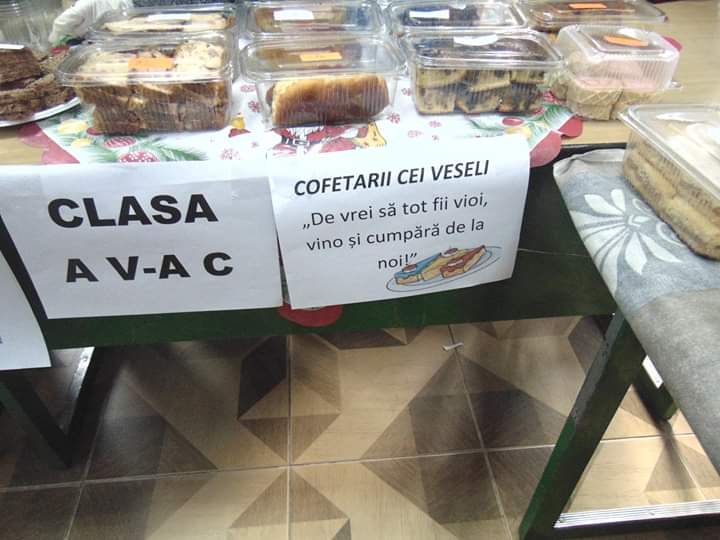 CLASA
A V-A C
COFETARII CEI VESELI
„De vrei să tot fii vioi,
vino și cumpără de la
noi!”